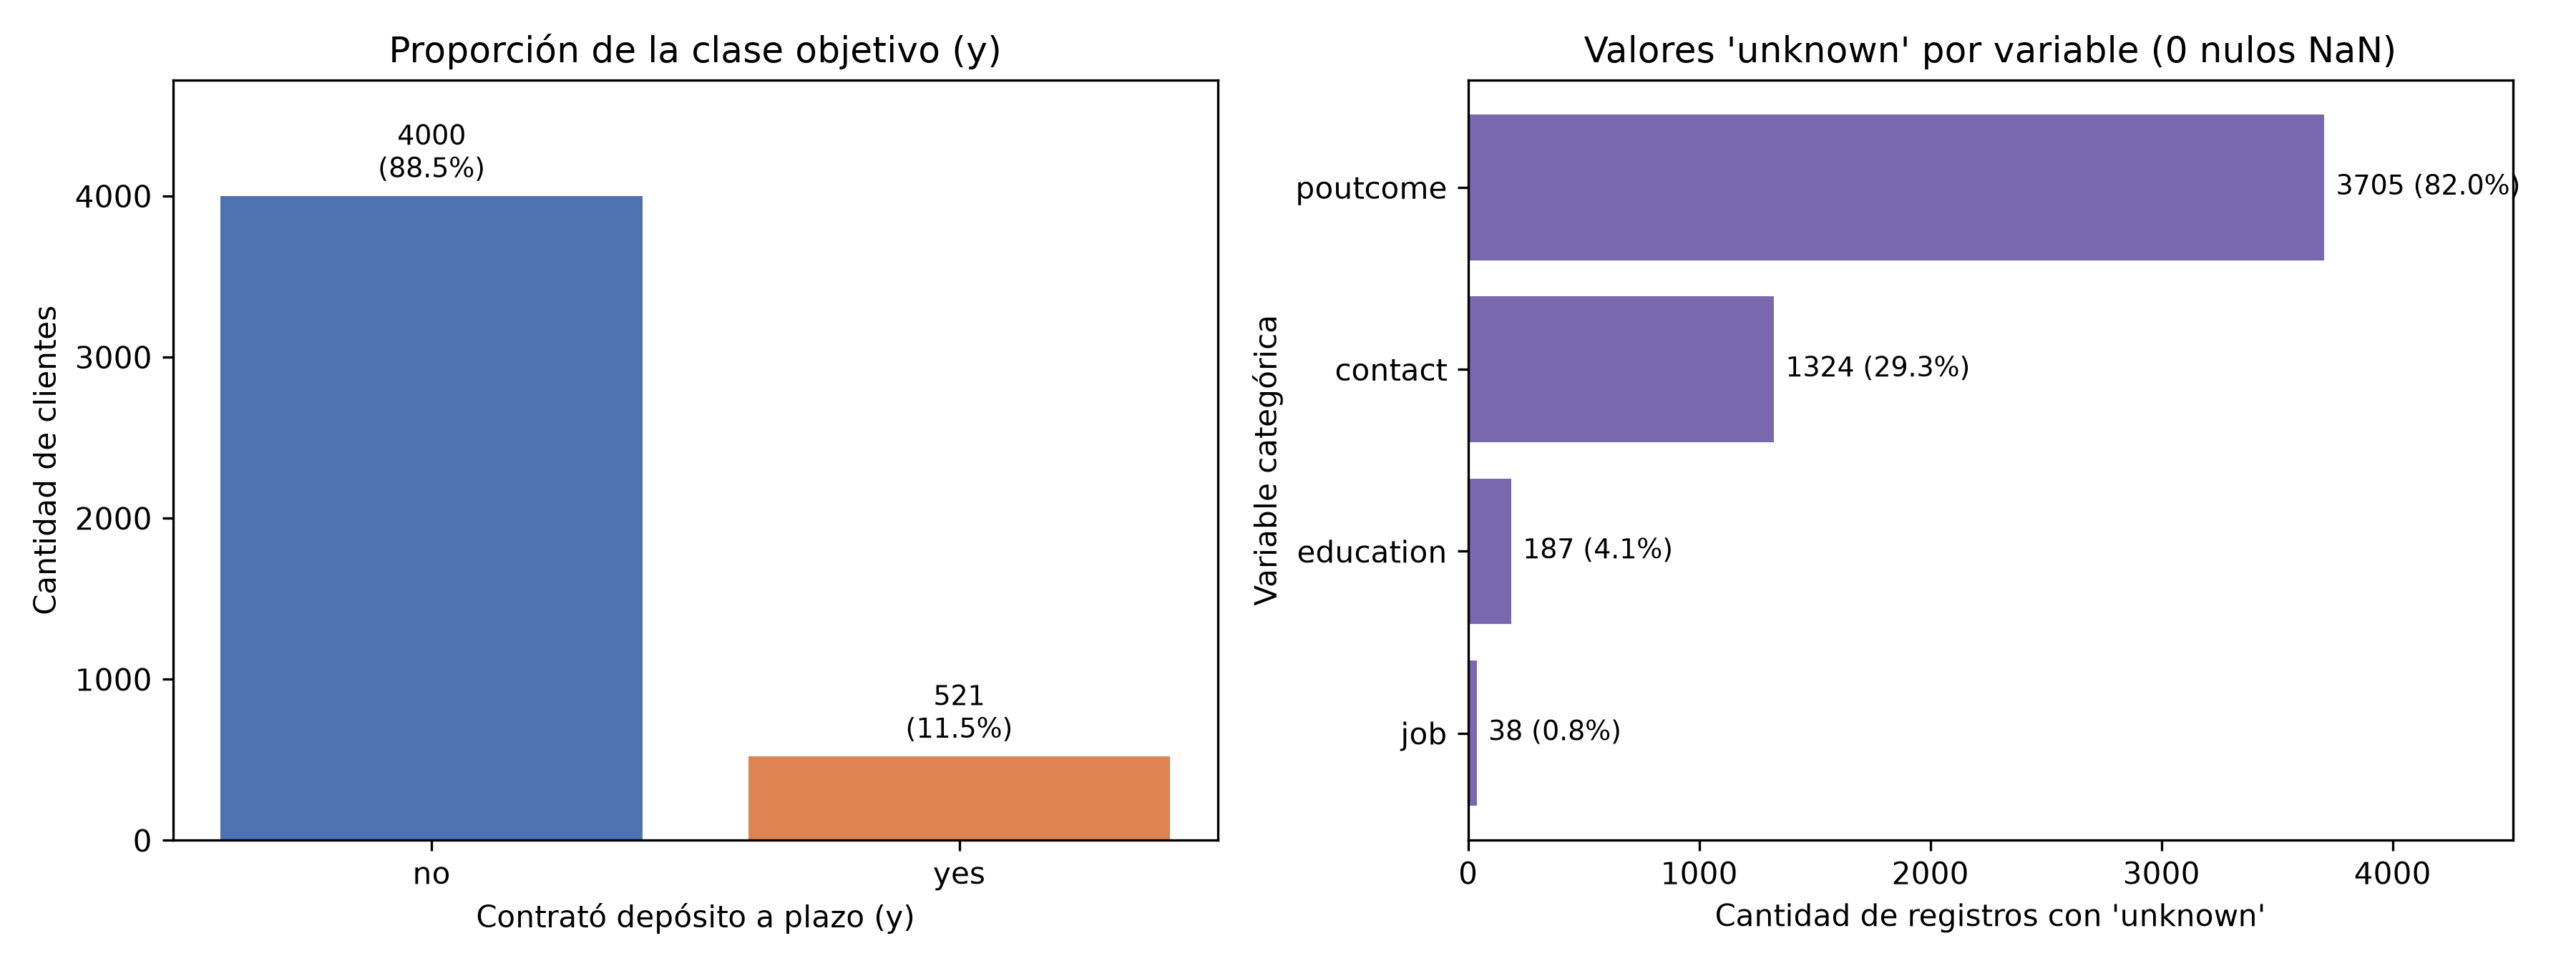 Proporción de la clase objetivo (y)
Cantidad de clientes
4000
3000
2000
1000
0
4000
(88.5%)
521
(11.5%)
no
yes
Contrató depósito a plazo (y)
Valores 'unknown' por variable (0 nulos NaN)
Variable categórica
poutcome
3705 (82.0%)
contact
1324 (29.3%)
education
187 (4.1%)
job
38 (0.8%)
0
1000
2000
3000
4000
Cantidad de registros con 'unknown'